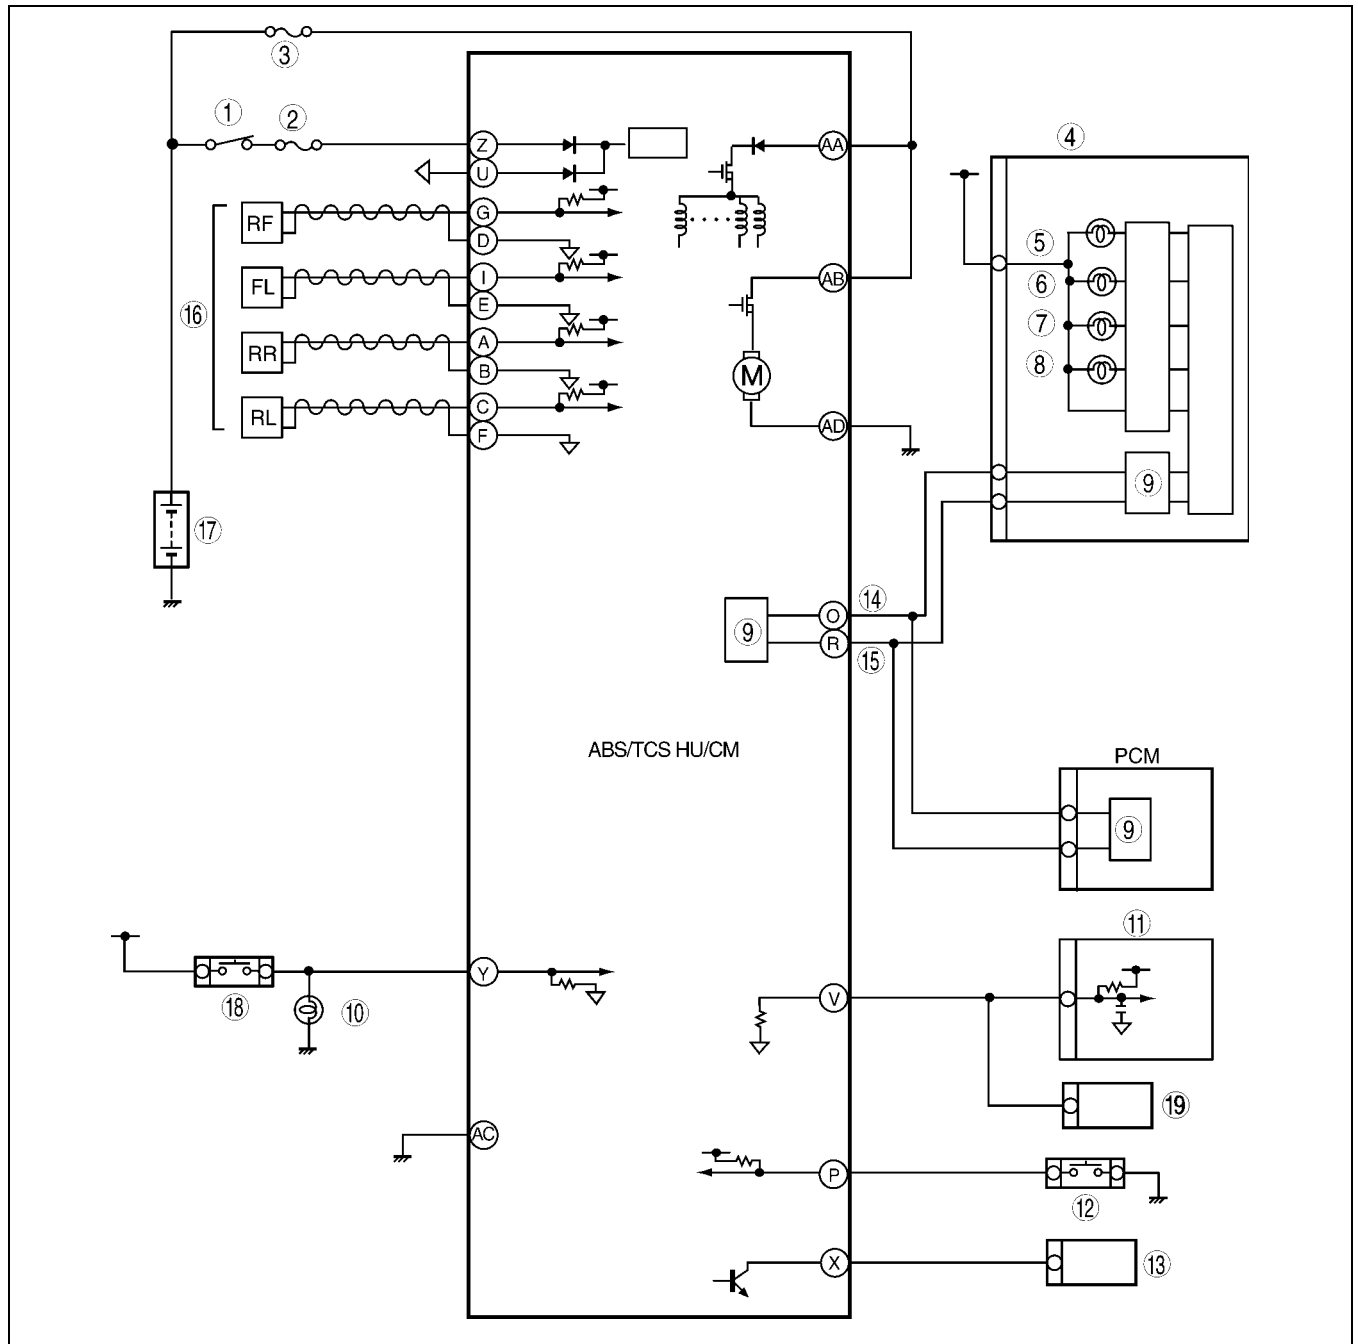 ③
①
②
④
Z
AA
U
RF
G
D
⑤
FL
I
AB
⑥
E
⑯
⑦
RR
A
B
M
⑧
RL
C
F
AD
⑨
⑰
⑭
⑨
O
R
⑮
ABS/TCS HU/CM
PCM
⑨
⑪
Y
V
⑱
⑩
⑲
AC
P
⑫
X
⑬